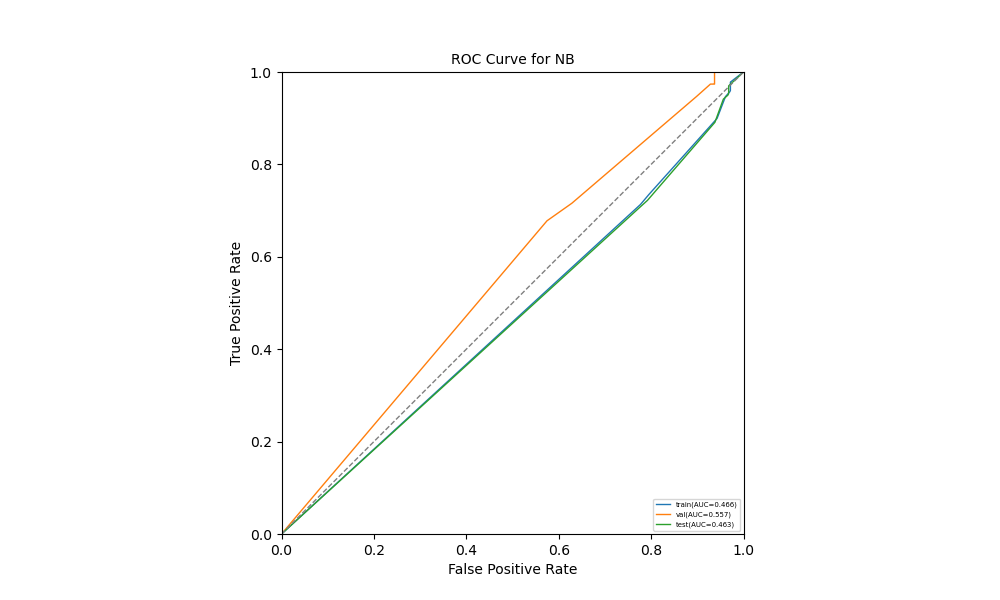 ROC Curve for NB
True Positive Rate
1.0
0.8
0.6
0.4
0.2
0.0
train(AUC=0.466)
val(AUC=0.557)
test(AUC=0.463)
0.0 0.2 0.4 0.6 0.8 1.0
False Positive Rate